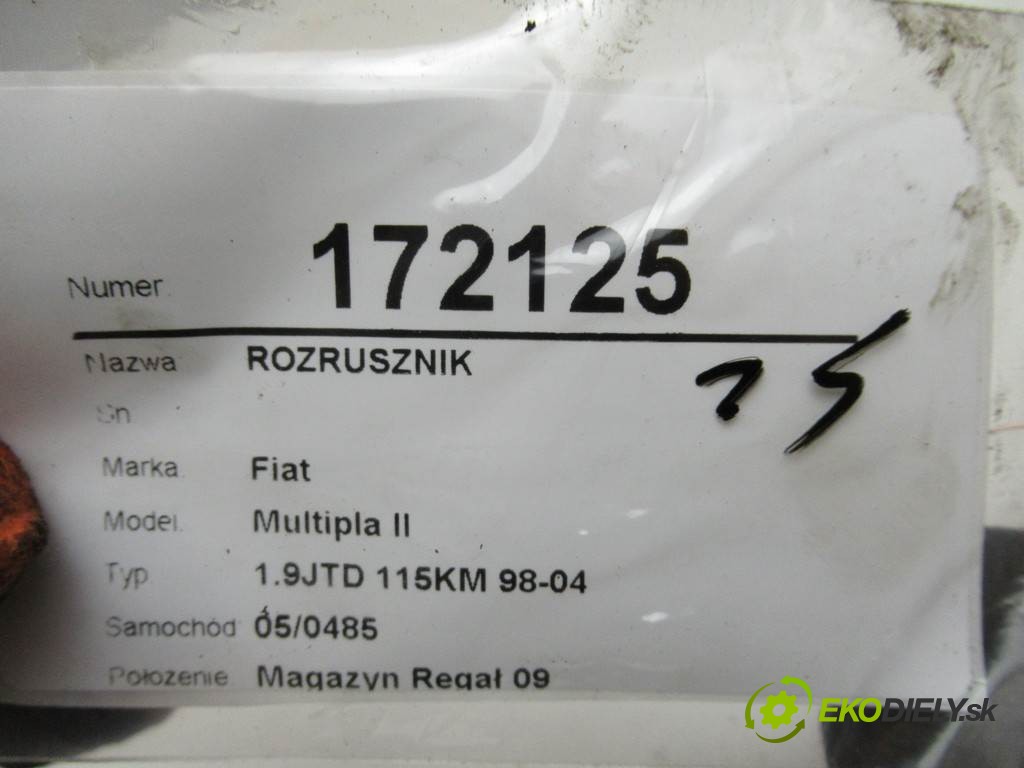 Numer. 172125
Nazwa ROZRUSZNIK
Sn.
Marka. Fiat
Model. Multipla II
Typ 1.9JTD 115KM 98-04
Samochód 05/0485
Położenie Magazyn Regał 09
EKODIELY.sk